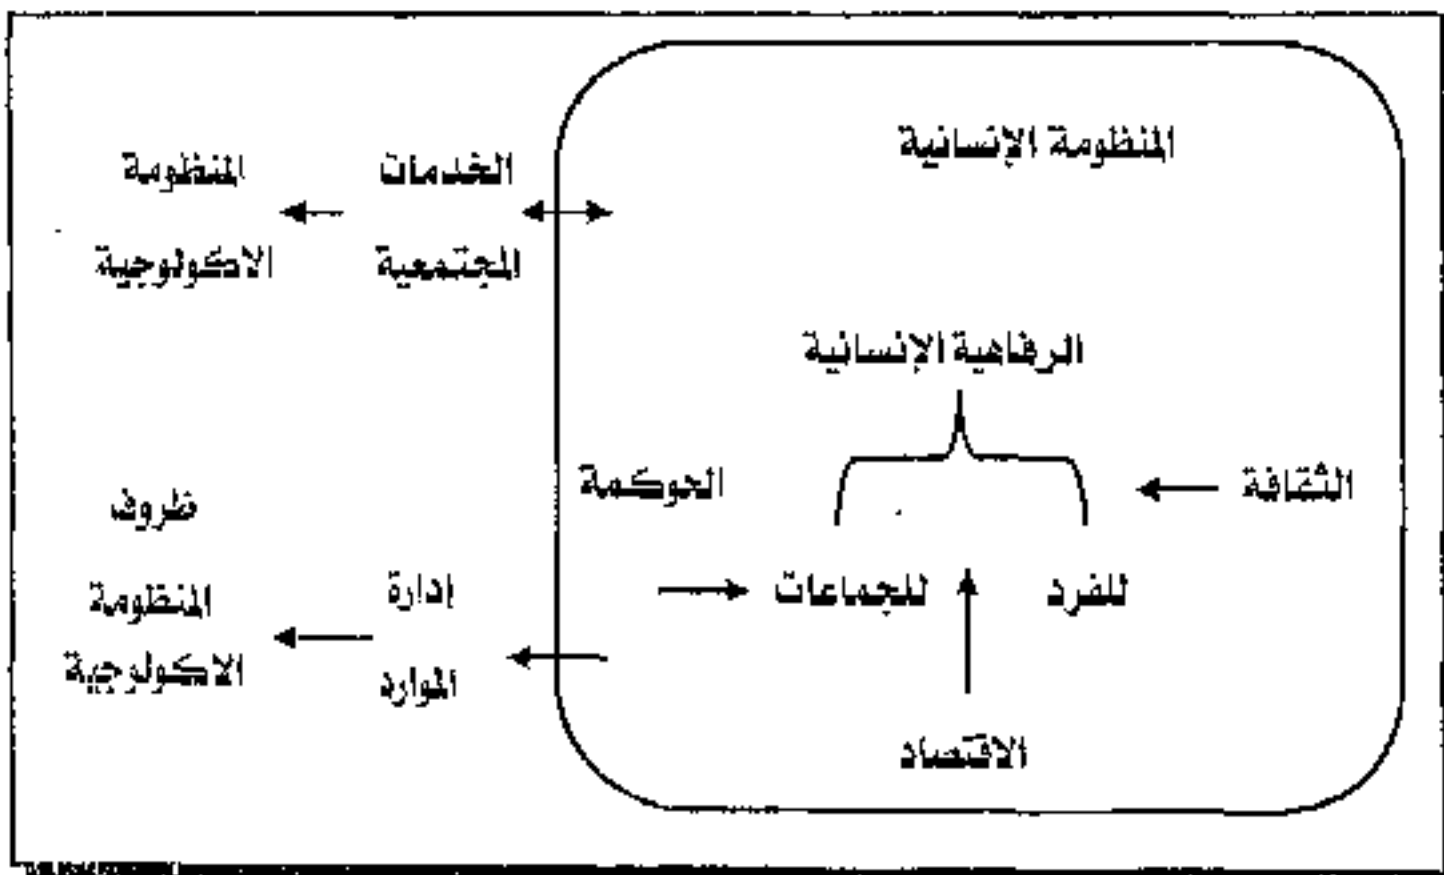 المنظومة الإنسانية
الخدمات
المجتمعية
المنظومة
الاكولوجية
الرفاهية الإنسانية
الثقافة
الحوكمة
للفرد
للجماعات
الاقتصاد
إدارة
الموارد
ظروف
المنظومة
الاكولوجية